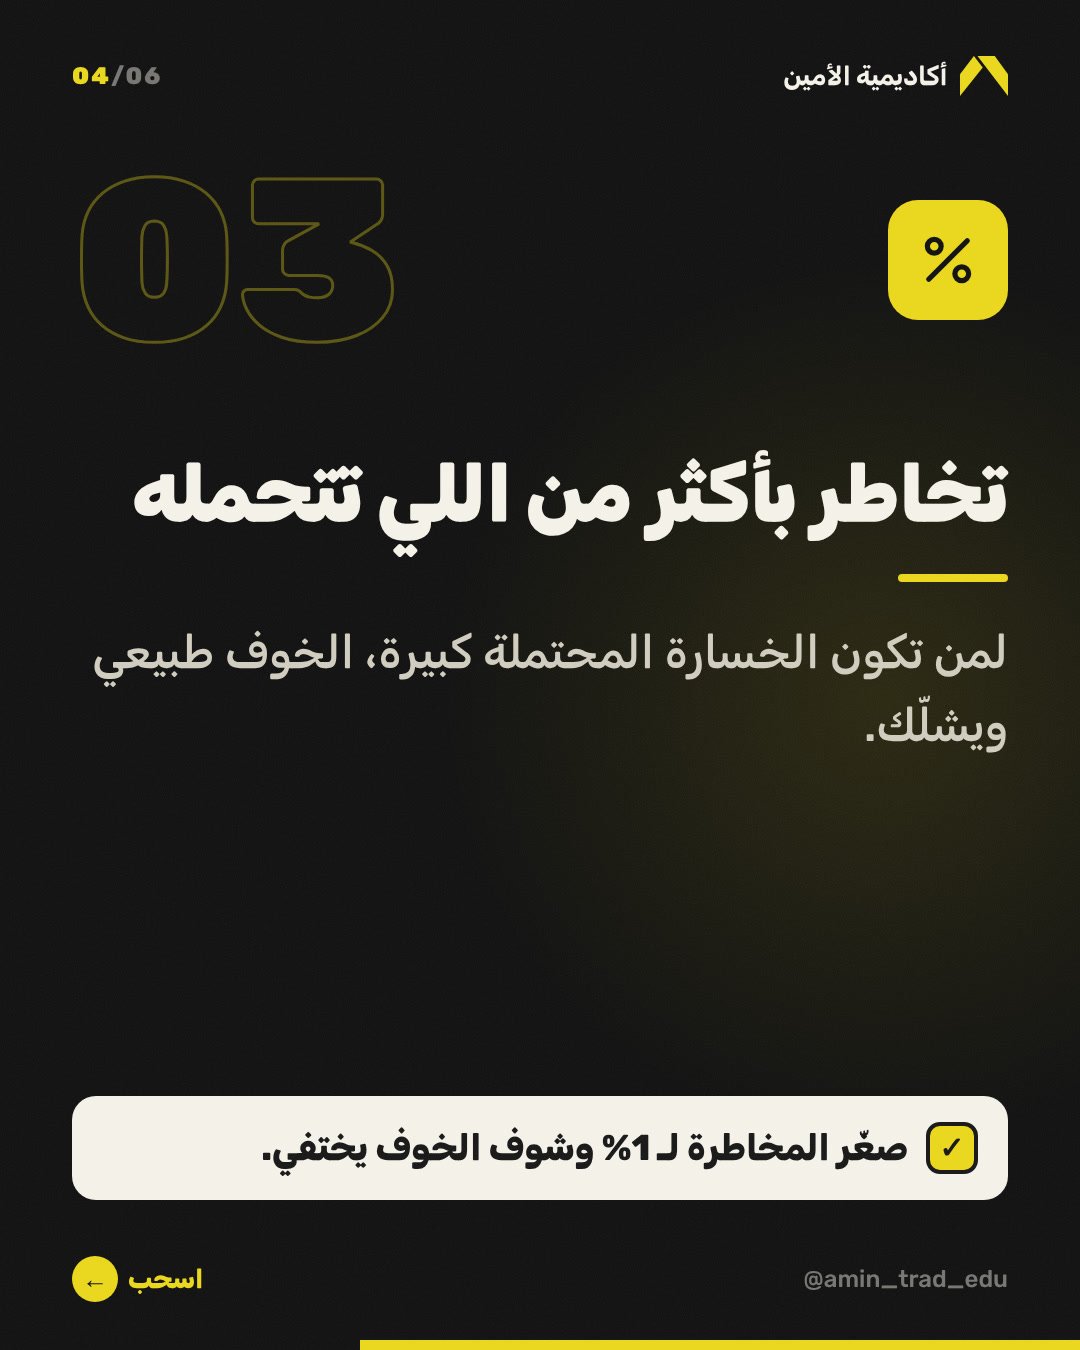 أكاديمية الأمين
04/06
03
%
تخاطر بأكثر من اللي تتحمله
لمن تكون الخسارة المحتملة كبيرة، الخوف طبيعي
ويشلّك.
✓ صغّر المخاطرة لـ 1% وشوف الخوف يختفي.
@amin_trad_edu
اسحب ←